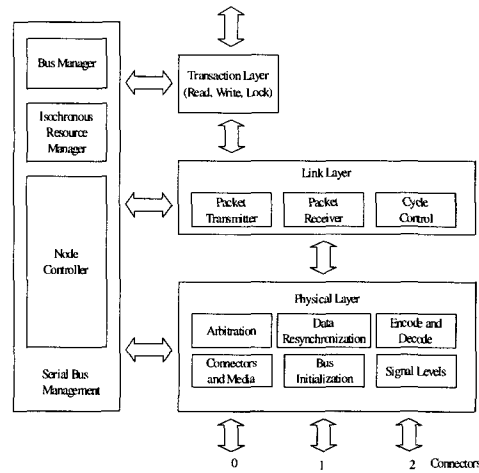 Bus Manager
Isochronous
Resource
Manager
Node
Controller
Serial Bus
Management
Transaction Layer
(Read, Write, Lock)
Link Layer
Packet
Transmitter
Packet
Receiver
Cycle
Control
Physical Layer
Arbitration
Data
Resynchronization
Encode and
Decode
Connectors
and Media
Bus
Initialization
Signal Levels
0
1
2
Connectors